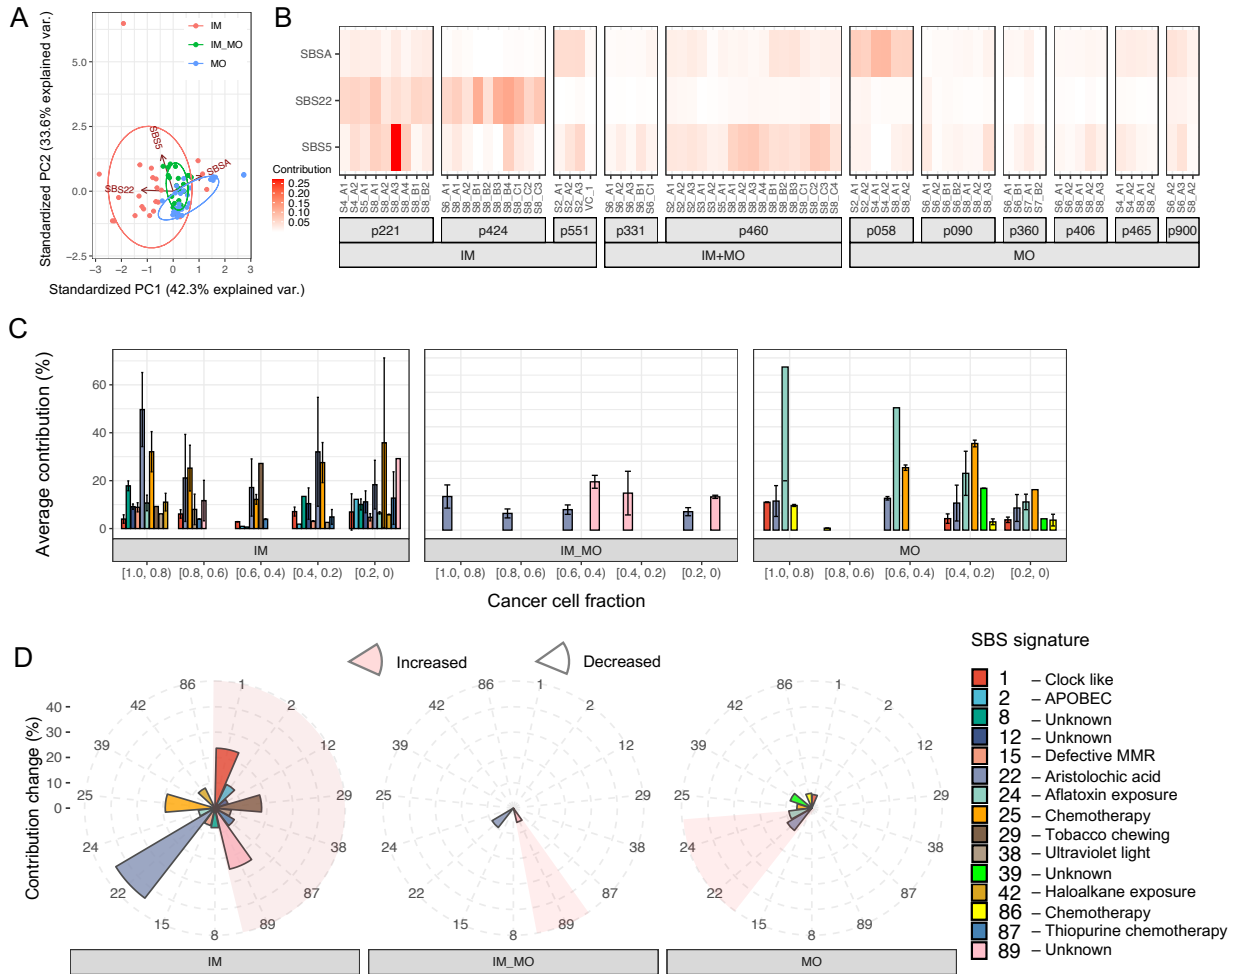 A
IM
IM_MO
MO
Standardized PC2 (33.6% explained var.)
5.0
2.5
0.0
−2.5
SBS5
SBS22
SBSA
−3 −2 −1 0 1 2 3
Standardized PC1 (42.3% explained var.)
B
SBSA
SBS22
SBS5
Contribution
0.25
0.20
0.15
0.10
0.05
p221 p424 p551 p331 p460 p058 p090 p360 p406 p465 p900
IM IM+MO MO
C
Average contribution (%)
60
40
20
0
IM IM_MO MO
[1.0, 0.8) [0.8, 0.6) [0.6, 0.4) [0.4, 0.2) [0.2, 0) [1.0, 0.8) [0.8, 0.6) [0.6, 0.4) [0.4, 0.2) [0.2, 0) [1.0, 0.8) [0.8, 0.6) [0.6, 0.4) [0.4, 0.2) [0.2, 0)
Cancer cell fraction
D
Increased
Decreased
Contribution change (%)
40
30
20
10
0
1 2 12 29 38 87 89 8 15 22 24 25 39 42 86
1 2 12 29 38 87 89 8 15 22 24 25 39 42 86
1 2 12 29 38 87 89 8 15 22 24 25 39 42 86
IM IM_MO MO
SBS signature
1 – Clock like
2 – APOBEC
8 – Unknown
12 – Unknown
15 – Defective MMR
22 – Aristolochic acid
24 – Aflatoxin exposure
25 – Chemotherapy
29 – Tobacco chewing
38 – Ultraviolet light
39 – Unknown
42 – Haloalkane exposure
86 – Chemotherapy
87 – Thiopurine chemotherapy
89 – Unknown